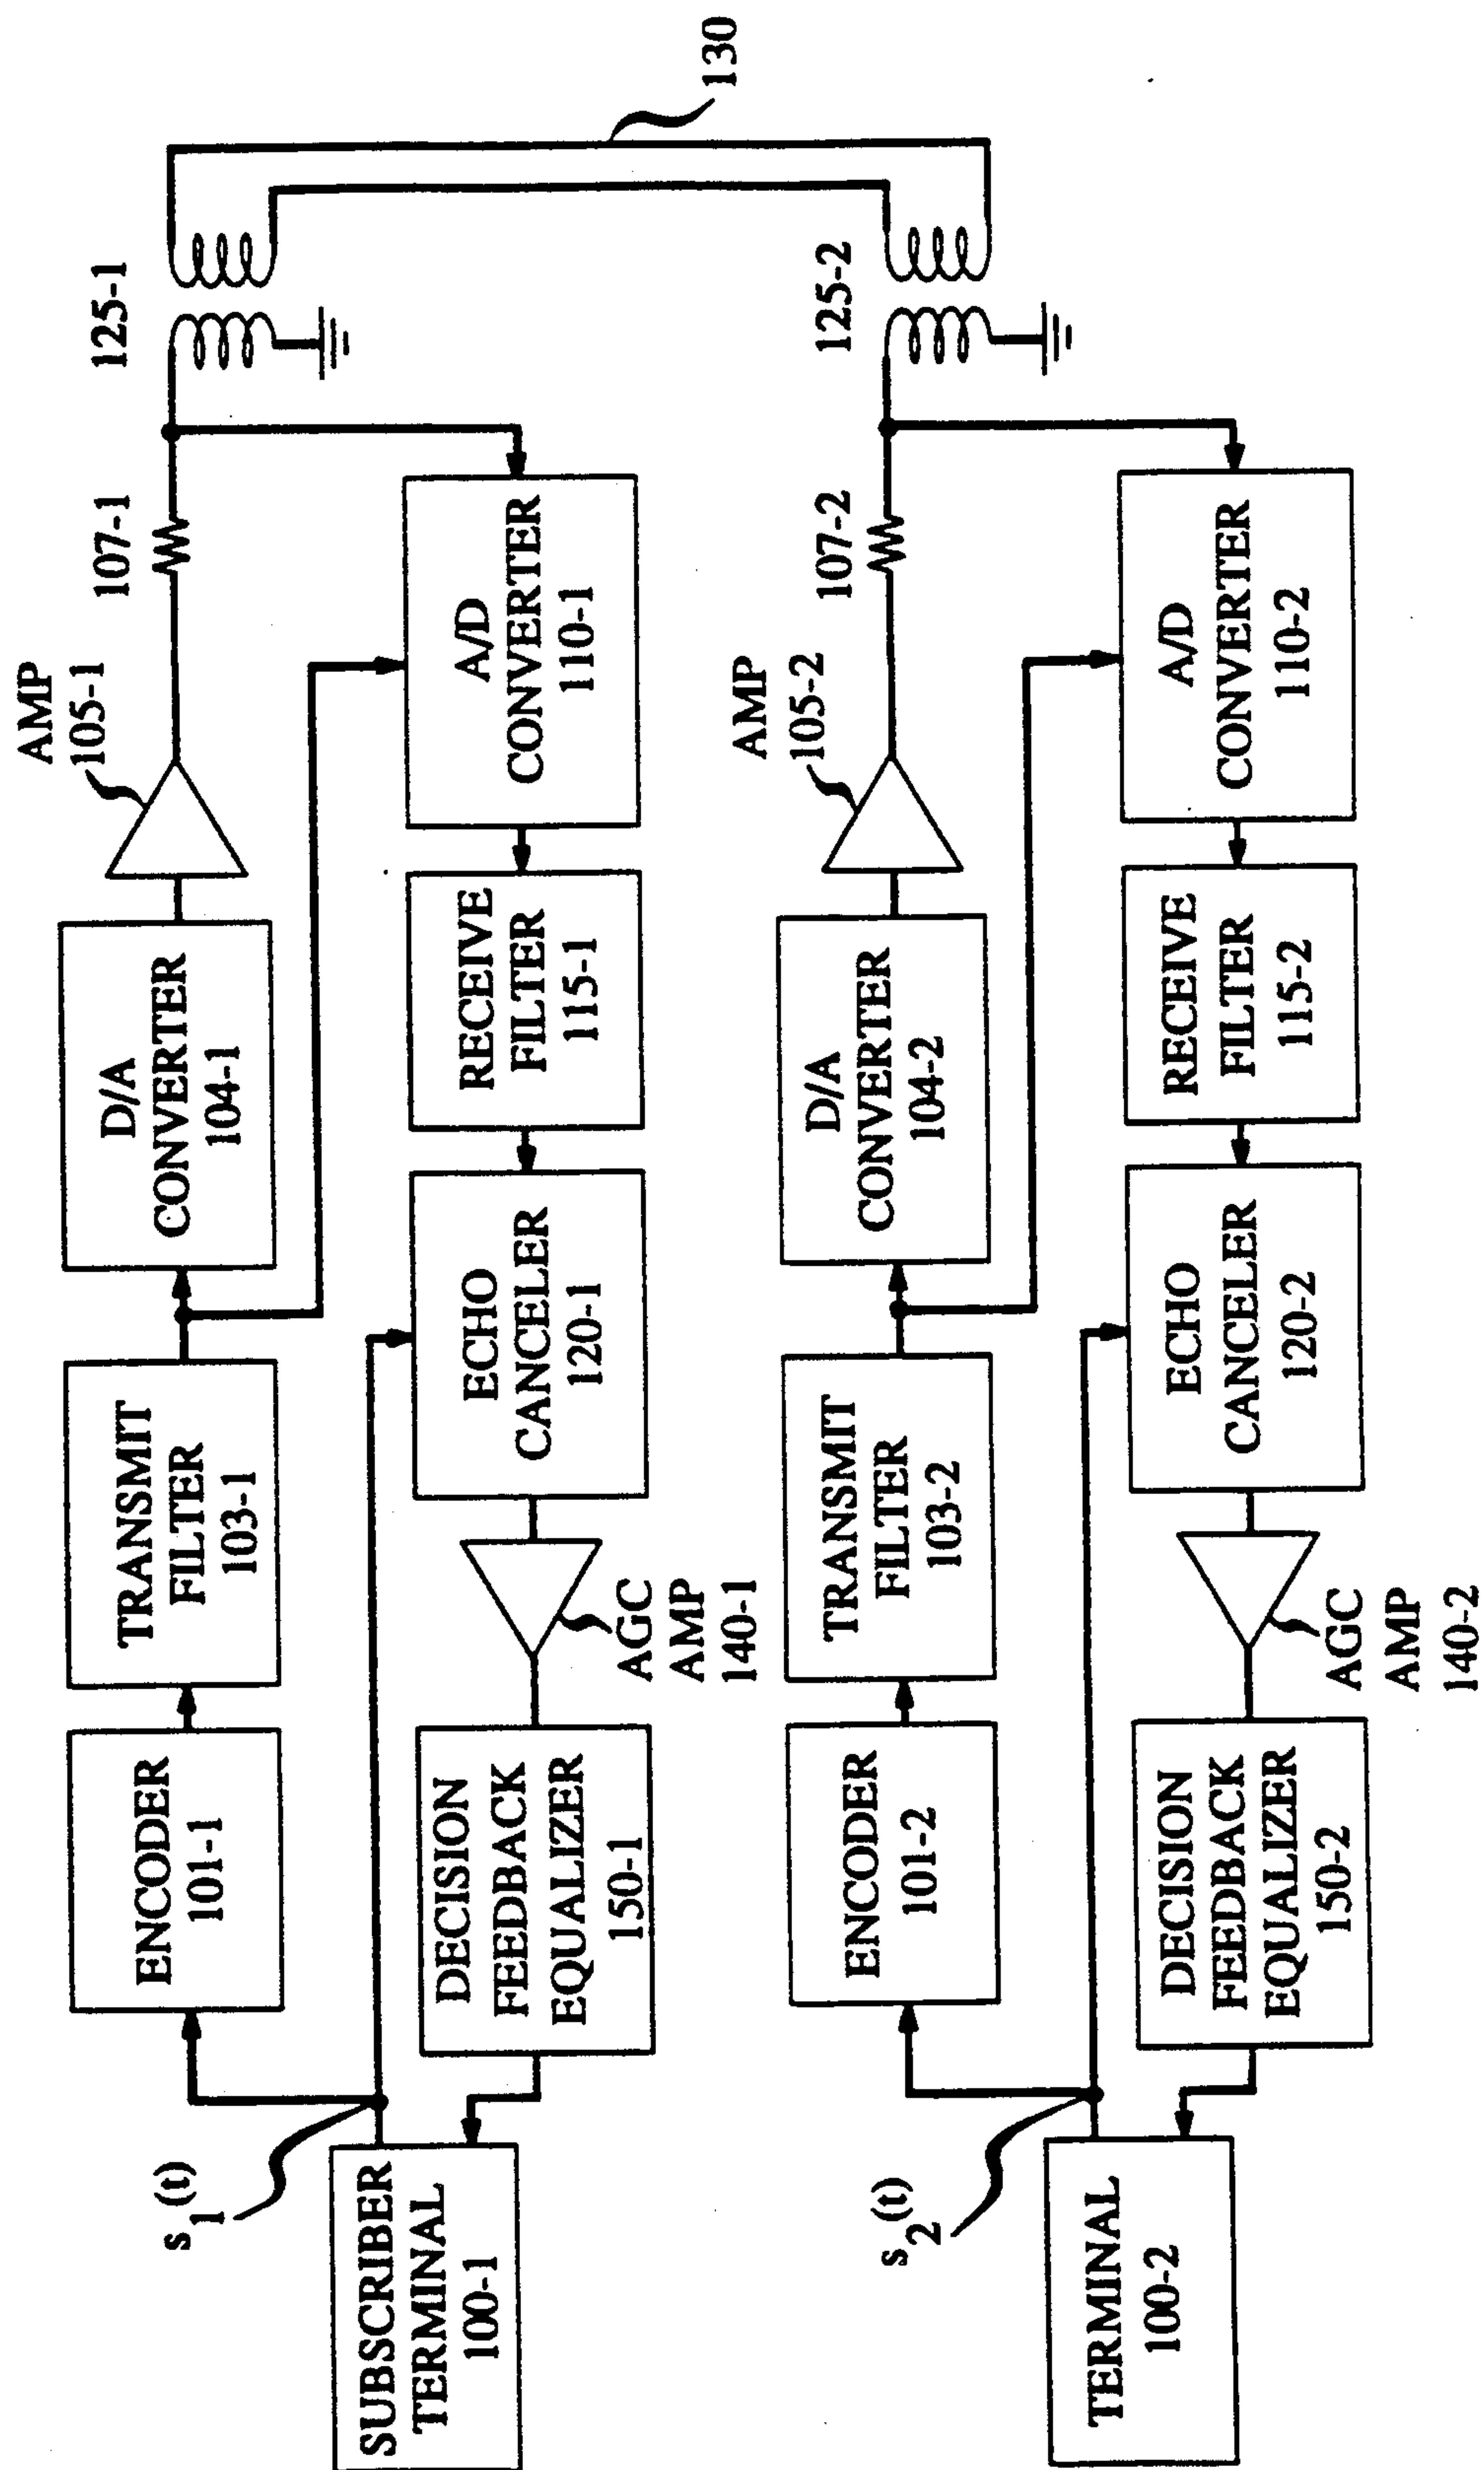 AMP
105-1
107-1
125-1
130
D/A
CONVERTER
104-1
TRANSMIT
FILTER
103-1
ENCODER
101-1
s1(t)
SUBSCRIBER
TERMINAL
100-1
DECISION
FEEDBACK
EQUALIZER
150-1
AGC
AMP
140-1
ECHO
CANCELER
120-1
RECEIVE
FILTER
115-1
A/D
CONVERTER
110-1
AMP
105-2
107-2
125-2
D/A
CONVERTER
104-2
TRANSMIT
FILTER
103-2
ENCODER
101-2
s2(t)
TERMINAL
100-2
DECISION
FEEDBACK
EQUALIZER
150-2
AGC
AMP
140-2
ECHO
CANCELER
120-2
RECEIVE
FILTER
115-2
A/D
CONVERTER
110-2